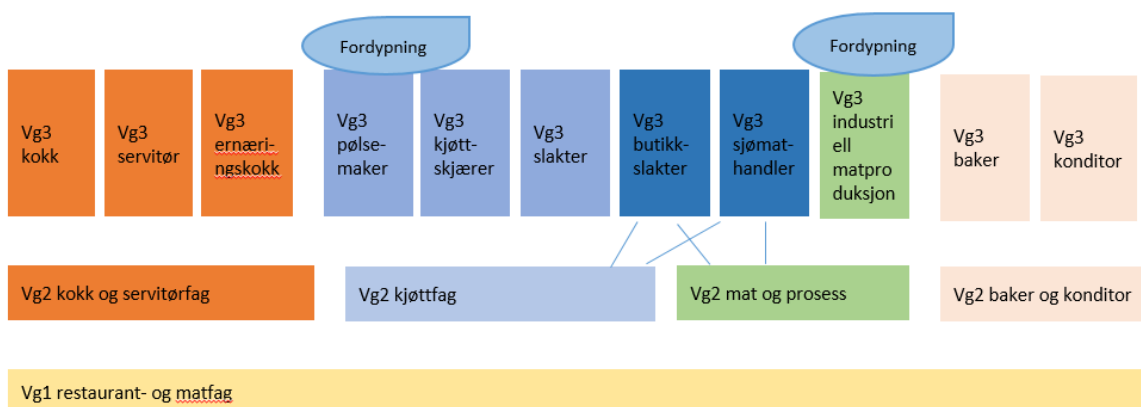 Fordypning
Fordypning
Vg3
kokk
Vg3
servitør
Vg3
ernæri-
ngskokk
Vg3
pølse-
maker
Vg3
kjøtt-
skjærer
Vg3
slakter
Vg3
butikk-
slakter
Vg3
sjømat-
handler
Vg3
industri
ell
matpro
duksjon
Vg3
baker
Vg3
konditor
Vg2 kokk og servitørfag
Vg2 kjøttfag
Vg2 mat og prosess
Vg2 baker og konditor
Vg1 restaurant- og matfag